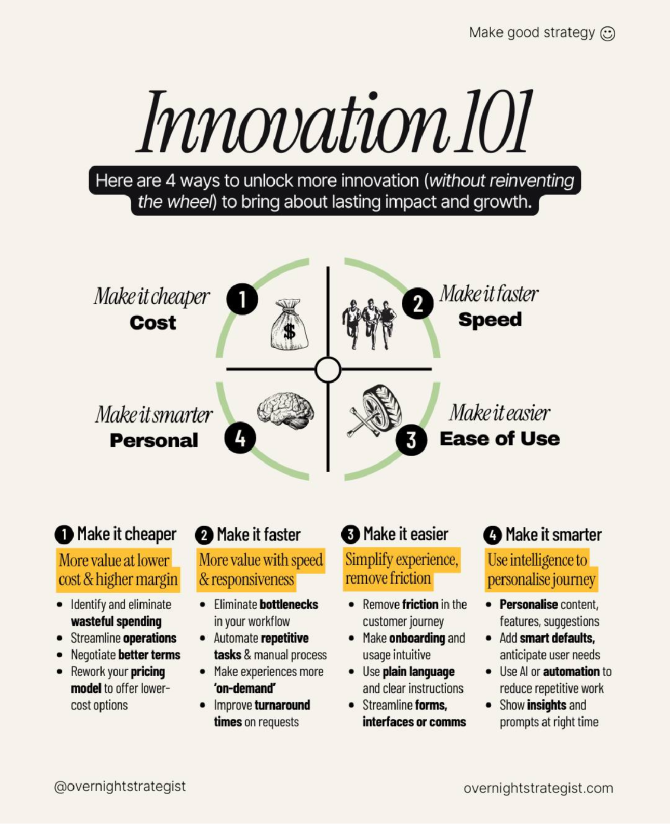 Make good strategy
Innovation 101
Here are 4 ways to unlock more innovation (without reinventing
the wheel) to bring about lasting impact and growth.
Make it cheaper
Cost
1
$
2
Make it faster
Speed
Make it smarter
Personal
4
3
Make it easier
Ease of Use
1 Make it cheaper
More value at lower
cost & higher margin
• Identify and eliminate
wasteful spending
• Streamline operations
• Negotiate better terms
• Rework your pricing
model to offer lower-
cost options
2 Make it faster
More value with speed
& responsiveness
• Eliminate bottlenecks
in your workflow
• Automate repetitive
tasks & manual process
• Make experiences more
‘on-demand’
• Improve turnaround
times on requests
3 Make it easier
Simplify experience,
remove friction
• Remove friction in the
customer journey
• Make onboarding and
usage intuitive
• Use plain language
and clear instructions
• Streamline forms,
interfaces or comms
4 Make it smarter
Use intelligence to
personalise journey
• Personalise content,
features, suggestions
• Add smart defaults,
anticipate user needs
• Use AI or automation to
reduce repetitive work
• Show insights and
prompts at right time
@overnightstrategist
overnightstrategist.com